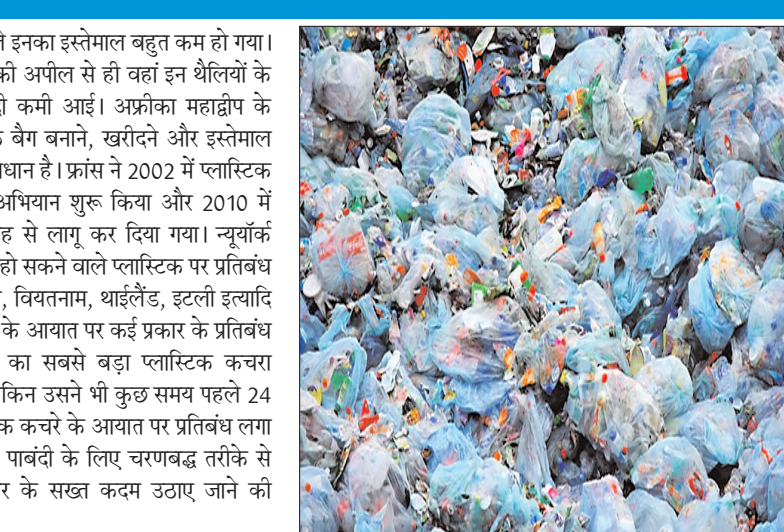 इनका इस्तेमाल बहुत कम हो गया।
की अपील से ही वहां इन थैलियों के
कमी आई। अफ्रीका महाद्वीप के
बैग बनाने, खरीदने और इस्तेमाल
है। फ्रांस ने 2002 में प्लास्टिक
अभियान शुरू किया और 2010 में
से लागू कर दिया गया। न्यूयॉर्क
हो सकने वाले प्लास्टिक पर प्रतिबंध
, वियतनाम, थाईलैंड, इटली इत्यादि
के आयात पर कई प्रकार के प्रतिबंध
का सबसे बड़ा प्लास्टिक कचरा
उसने भी कुछ समय पहले 24
कचरे के आयात पर प्रतिबंध लगा
पाबंदी के लिए चरणबद्ध तरीके से
के सख्त कदम उठाए जाने की